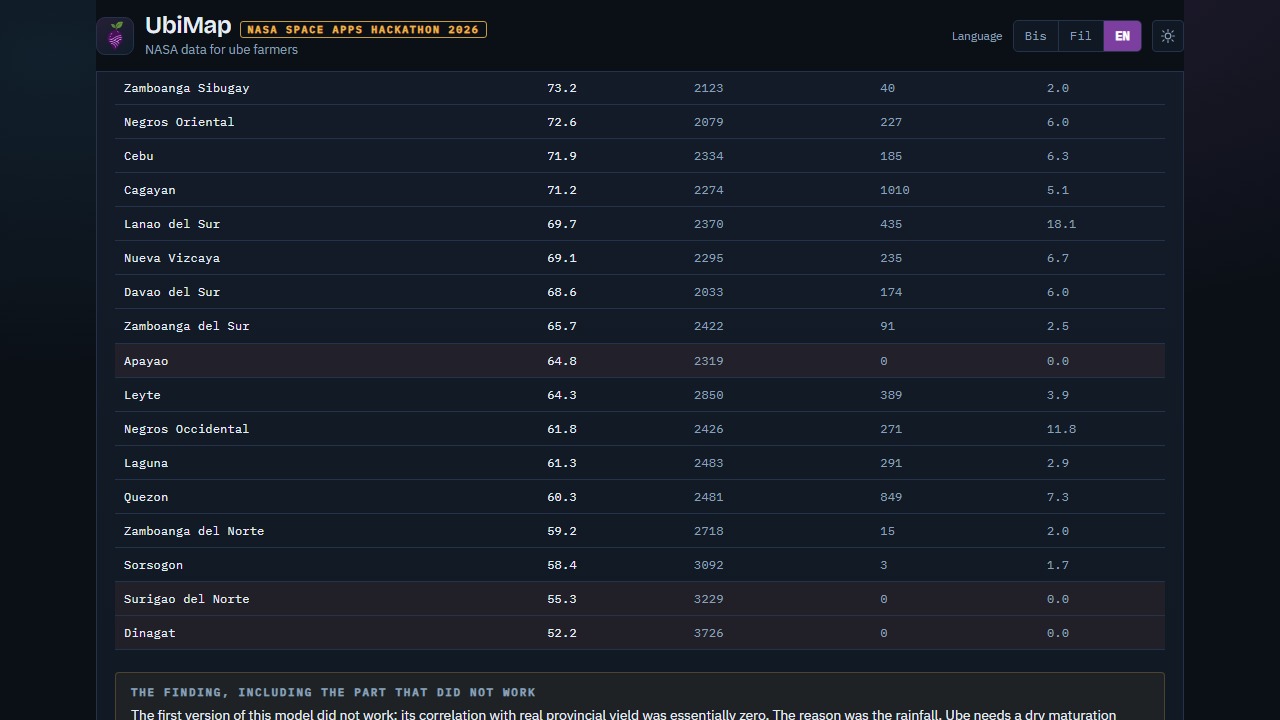 UbiMap NASA SPACE APPS HACKATHON 2026
NASA data for ube farmers
Language Bis Fil EN
Zamboanga Sibugay 73.2 2123 40 2.0
Negros Oriental 72.6 2079 227 6.0
Cebu 71.9 2334 185 6.3
Cagayan 71.2 2274 1010 5.1
Lanao del Sur 69.7 2370 435 18.1
Nueva Vizcaya 69.1 2295 235 6.7
Davao del Sur 68.6 2033 174 6.0
Zamboanga del Sur 65.7 2422 91 2.5
Apayao 64.8 2319 0 0.0
Leyte 64.3 2850 389 3.9
Negros Occidental 61.8 2426 271 11.8
Laguna 61.3 2483 291 2.9
Quezon 60.3 2481 849 7.3
Zamboanga del Norte 59.2 2718 15 2.0
Sorsogon 58.4 3092 3 1.7
Surigao del Norte 55.3 3229 0 0.0
Dinagat 52.2 3726 0 0.0
THE FINDING, INCLUDING THE PART THAT DID NOT WORK
The first version of this model did not work: its correlation with real provincial yield was essentially zero. The reason was the rainfall. Ube needs a dry maturation